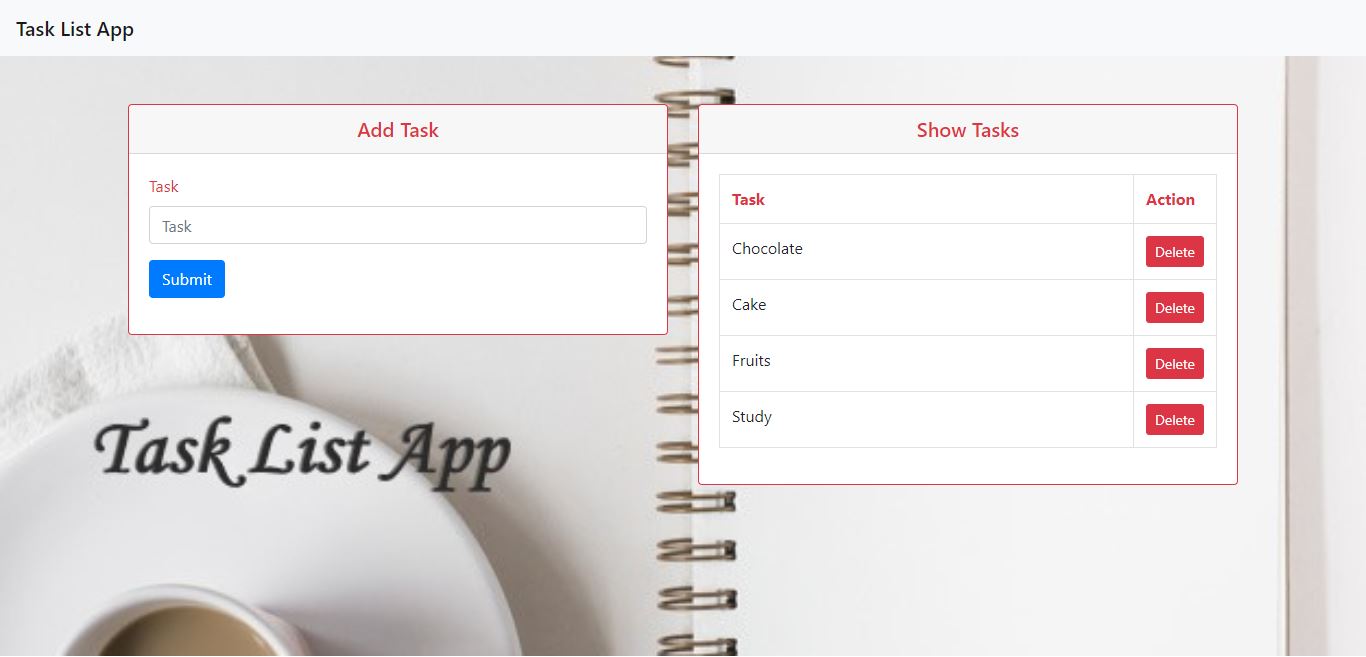 Task List App
Add Task
Task
Task
Submit
Show Tasks
Task Action
Chocolate Delete
Cake Delete
Fruits Delete
Study Delete
Task List App